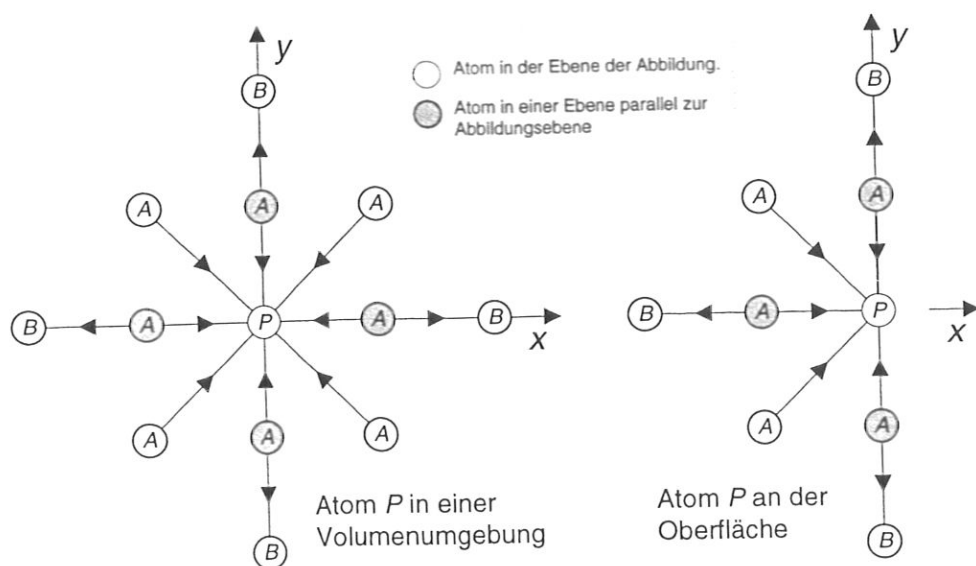 y
B
Atom in der Ebene der Abbildung.
Atom in einer Ebene parallel zur
Abbildungsebene
A
A A
B A P A B
x
A
A A
B
Atom P in einer
Volumenumgebung
y
B
A
A
B A P
x
A
A
B
Atom P an der
Oberfläche